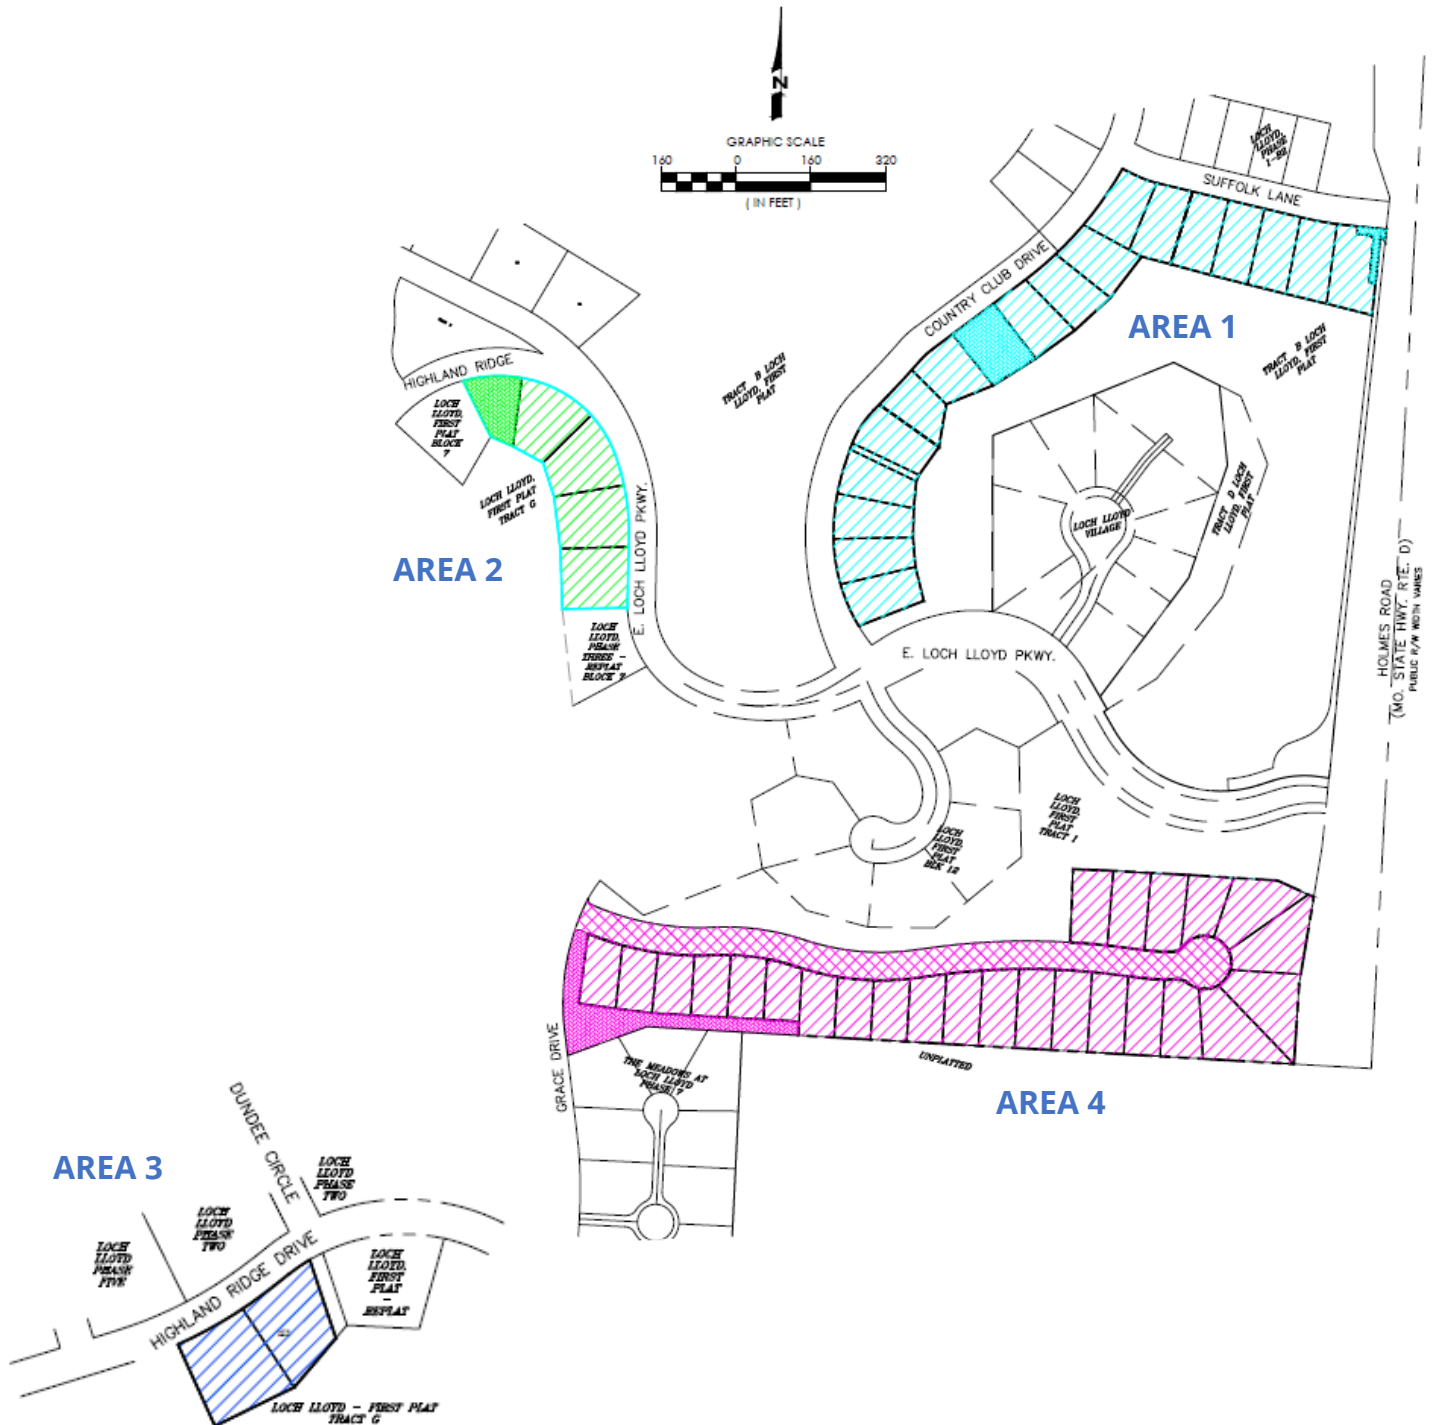 N
GRAPHIC SCALE
160 0 160 320
( IN FEET )
LOCH
LLOYD,
PHASE
1-B2
SUFFOLK LANE
COUNTRY CLUB DRIVE
AREA 1
TRACT B LOCH
LLOYD, FIRST
PLAT
TRACT B LOCH
LLOYD, FIRST
PLAT
HIGHLAND RIDGE
LOCH
LLOYD,
FIRST
PLAT
BLOCK
7
LOCH LLOYD,
FIRST PLAT
TRACT G
AREA 2
E. LOCH LLOYD PKWY.
LOCH LLOYD
VILLAGE
TRACT D LOCH
LLOYD, FIRST
PLAT
HOLMES ROAD
(MO. STATE HWY. RTE. D)
PUBLIC R/W WIDTH VARIES
LOCH
LLOYD,
PHASE
THREE -
REPLAT
BLOCK 7
E. LOCH LLOYD PKWY.
LOCH
LLOYD,
FIRST
PLAT
TRACT I
LOCH
LLOYD,
FIRST
PLAT
BLK 12
GRACE DRIVE
THE MEADOWS AT
LOCH LLOYD
PHASE 7
UNPLATTED
AREA 4
AREA 3
DUNDEE CIRCLE
LOCH
LLOYD
PHASE
TWO
LOCH
LLOYD
PHASE
TWO
LOCH
LLOYD
PHASE
FIVE
HIGHLAND RIDGE DRIVE
LOCH
LLOYD,
FIRST
PLAT
-
REPLAT
LOCH LLOYD - FIRST PLAT
TRACT G